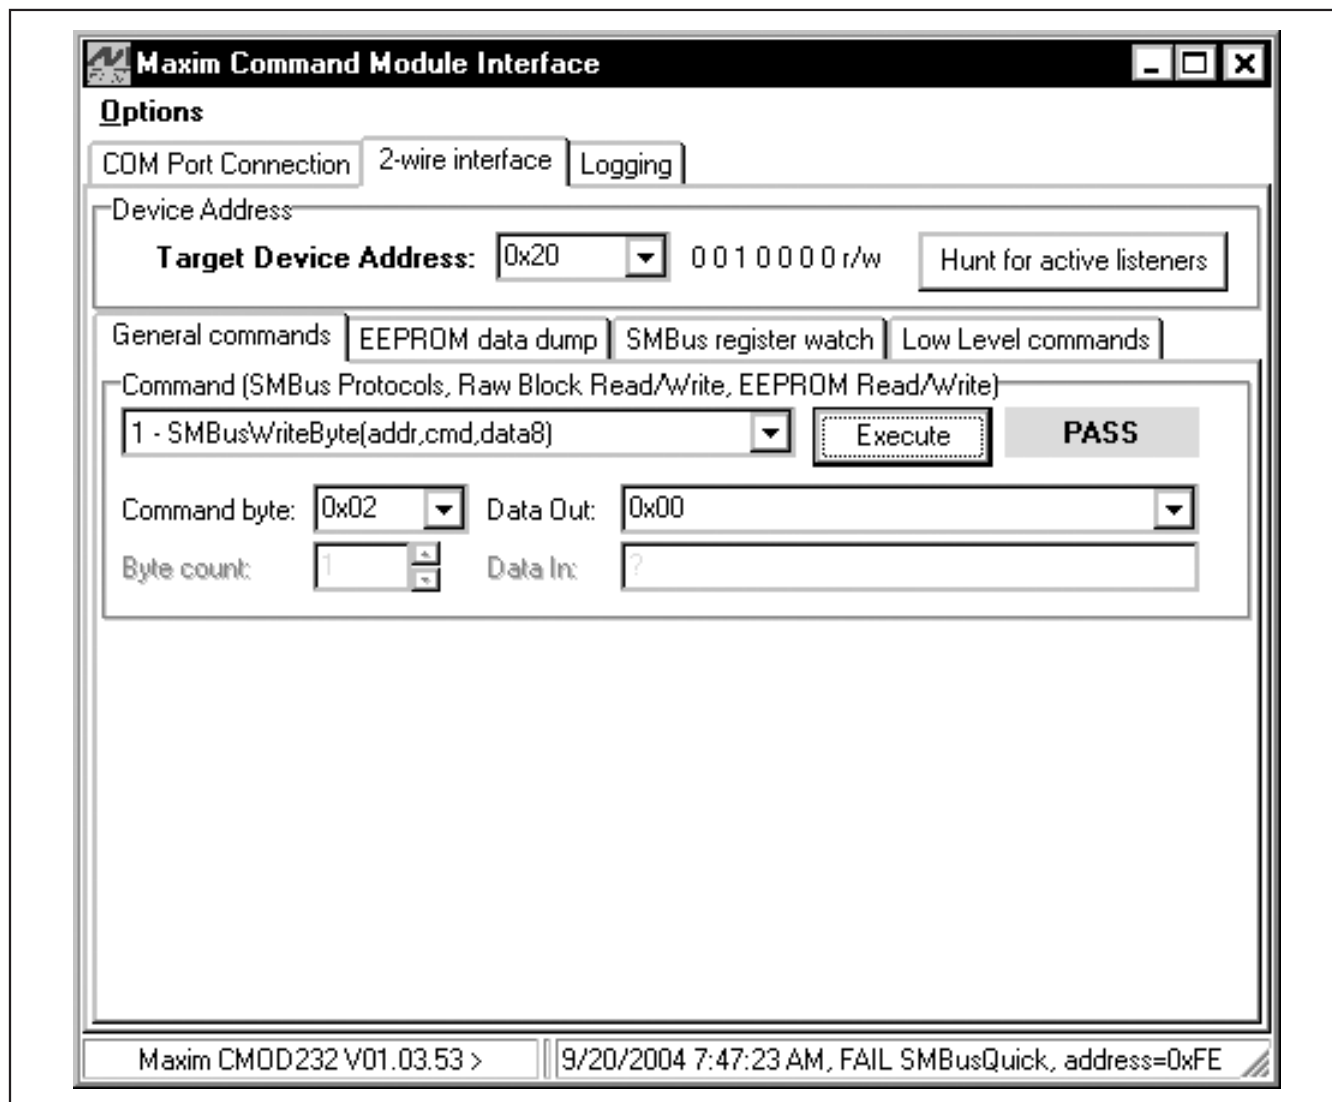 Maxim Command Module Interface
Options
COM Port Connection 2-wire interface Logging
Device Address
Target Device Address: 0x20 0 0 1 0 0 0 0 r/w Hunt for active listeners
General commands EEPROM data dump SMBus register watch Low Level commands
Command (SMBus Protocols, Raw Block Read/Write, EEPROM Read/Write)
1 - SMBusWriteByte(addr,cmd,data8) Execute PASS
Command byte: 0x02 Data Out: 0x00
Byte count: 1 Data In: ?
Maxim CMOD232 V01.03.53 > 9/20/2004 7:47:23 AM, FAIL SMBusQuick, address=0xFE